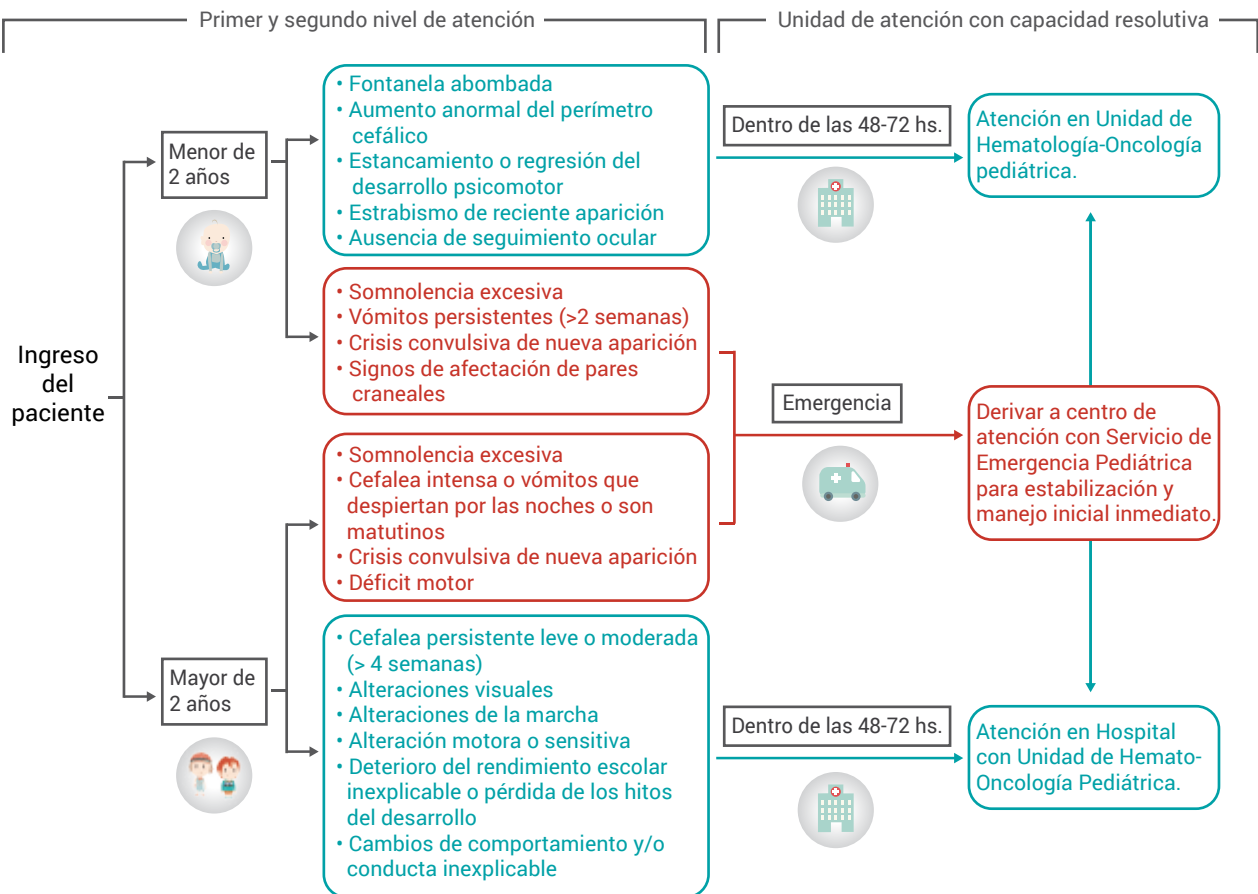 Primer y segundo nivel de atención
Unidad de atención con capacidad resolutiva
Ingreso
del
paciente
Menor de
2 años
• Fontanela abombada
• Aumento anormal del perímetro
cefálico
• Estancamiento o regresión del
desarrollo psicomotor
• Estrabismo de reciente aparición
• Ausencia de seguimiento ocular
Dentro de las 48-72 hs.
Atención en Unidad de
Hematología-Oncología
pediátrica.
• Somnolencia excesiva
• Vómitos persistentes (>2 semanas)
• Crisis convulsiva de nueva aparición
• Signos de afectación de pares
craneales
Emergencia
Derivar a centro de
atención con Servicio de
Emergencia Pediátrica
para estabilización y
manejo inicial inmediato.
• Somnolencia excesiva
• Cefalea intensa o vómitos que
despiertan por las noches o son
matutinos
• Crisis convulsiva de nueva aparición
• Déficit motor
Mayor de
2 años
• Cefalea persistente leve o moderada
(> 4 semanas)
• Alteraciones visuales
• Alteraciones de la marcha
• Alteración motora o sensitiva
• Deterioro del rendimiento escolar
inexplicable o pérdida de los hitos
del desarrollo
• Cambios de comportamiento y/o
conducta inexplicable
Dentro de las 48-72 hs.
Atención en Hospital
con Unidad de Hemato-
Oncología Pediátrica.